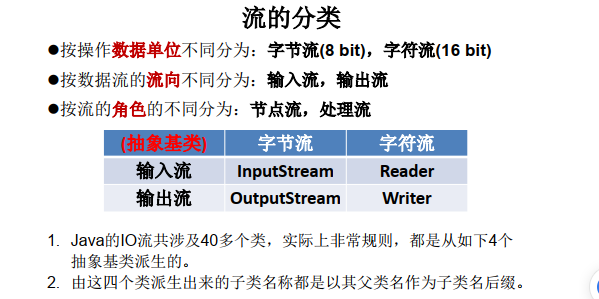 流的分类
●按操作数据单位不同分为：字节流(8 bit)，字符流(16 bit)
●按数据流的流向不同分为：输入流，输出流
●按流的角色的不同分为：节点流，处理流
(抽象基类) 字节流 字符流
输入流 InputStream Reader
输出流 OutputStream Writer
1. Java的IO流共涉及40多个类，实际上非常规则，都是从如下4个
抽象基类派生的。
2. 由这四个类派生出来的子类名称都是以其父类名作为子类名后缀。